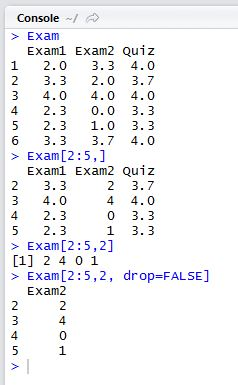 Console ~/
> Exam
  Exam1 Exam2 Quiz
1   2.0   3.3  4.0
2   3.3   2.0  3.7
3   4.0   4.0  4.0
4   2.3   0.0  3.3
5   2.3   1.0  3.3
6   3.3   3.7  4.0
> Exam[2:5,]
  Exam1 Exam2 Quiz
2   3.3     2  3.7
3   4.0     4  4.0
4   2.3     0  3.3
5   2.3     1  3.3
> Exam[2:5,2]
[1] 2 4 0 1
> Exam[2:5,2, drop=FALSE]
  Exam2
2     2
3     4
4     0
5     1
>